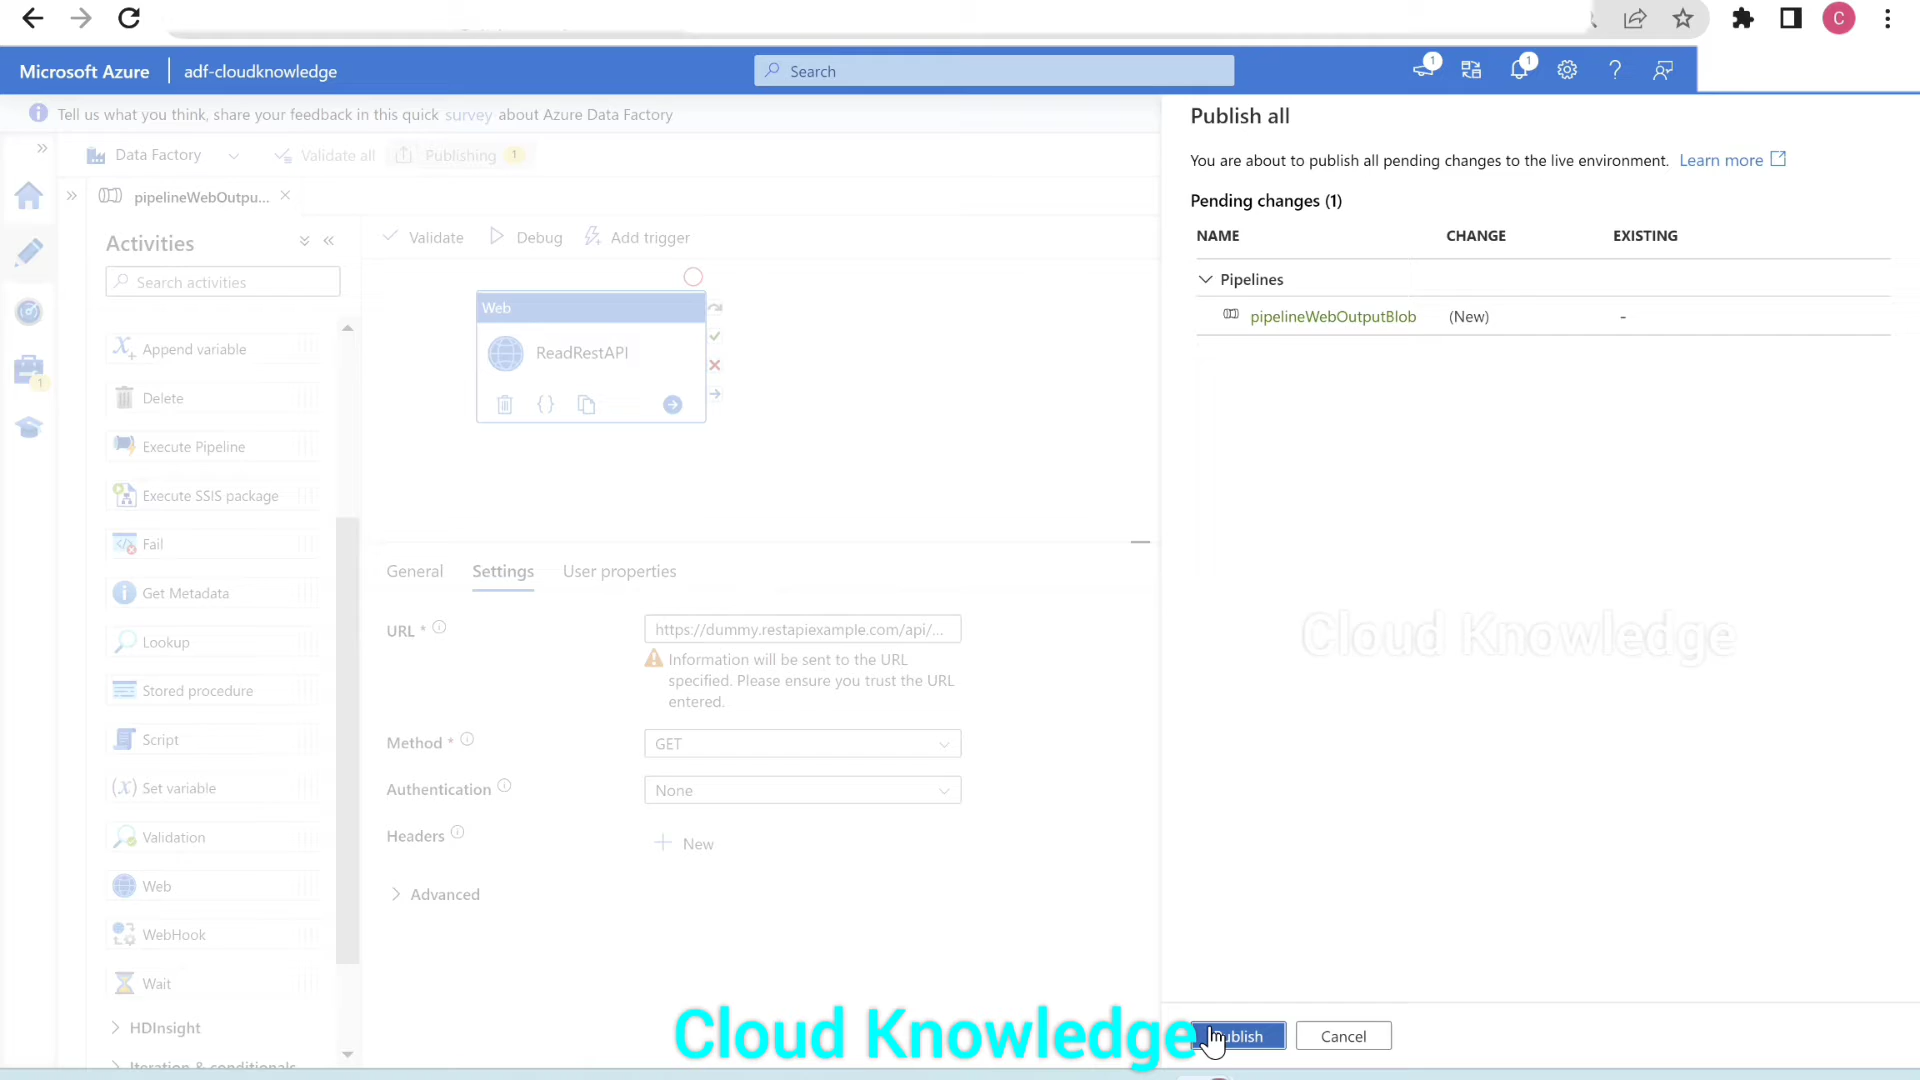 C
Microsoft Azure
adf-cloudknowledge
Search
1
1
Tell us what you think, share your feedback in this quick survey about Azure Data Factory
Data Factory
Validate all
Publishing 1
pipelineWebOutpu...
Activities
Search activities
Append variable
Delete
Execute Pipeline
Execute SSIS package
Fail
Get Metadata
Lookup
Stored procedure
Script
Set variable
Validation
Web
WebHook
Wait
HDInsight
Iteration & conditionals
1
Validate
Debug
Add trigger
Web
ReadRestAPI
General
Settings
User properties
URL *
https://dummy.restapiexample.com/api/...
Information will be sent to the URL
specified. Please ensure you trust the URL
entered.
Method *
GET
Authentication
None
Headers
New
Advanced
Publish all
You are about to publish all pending changes to the live environment. Learn more
Pending changes (1)
NAME CHANGE EXISTING
Pipelines
pipelineWebOutputBlob (New) -
Cloud Knowledge
Cloud Knowledge
Publish
Cancel